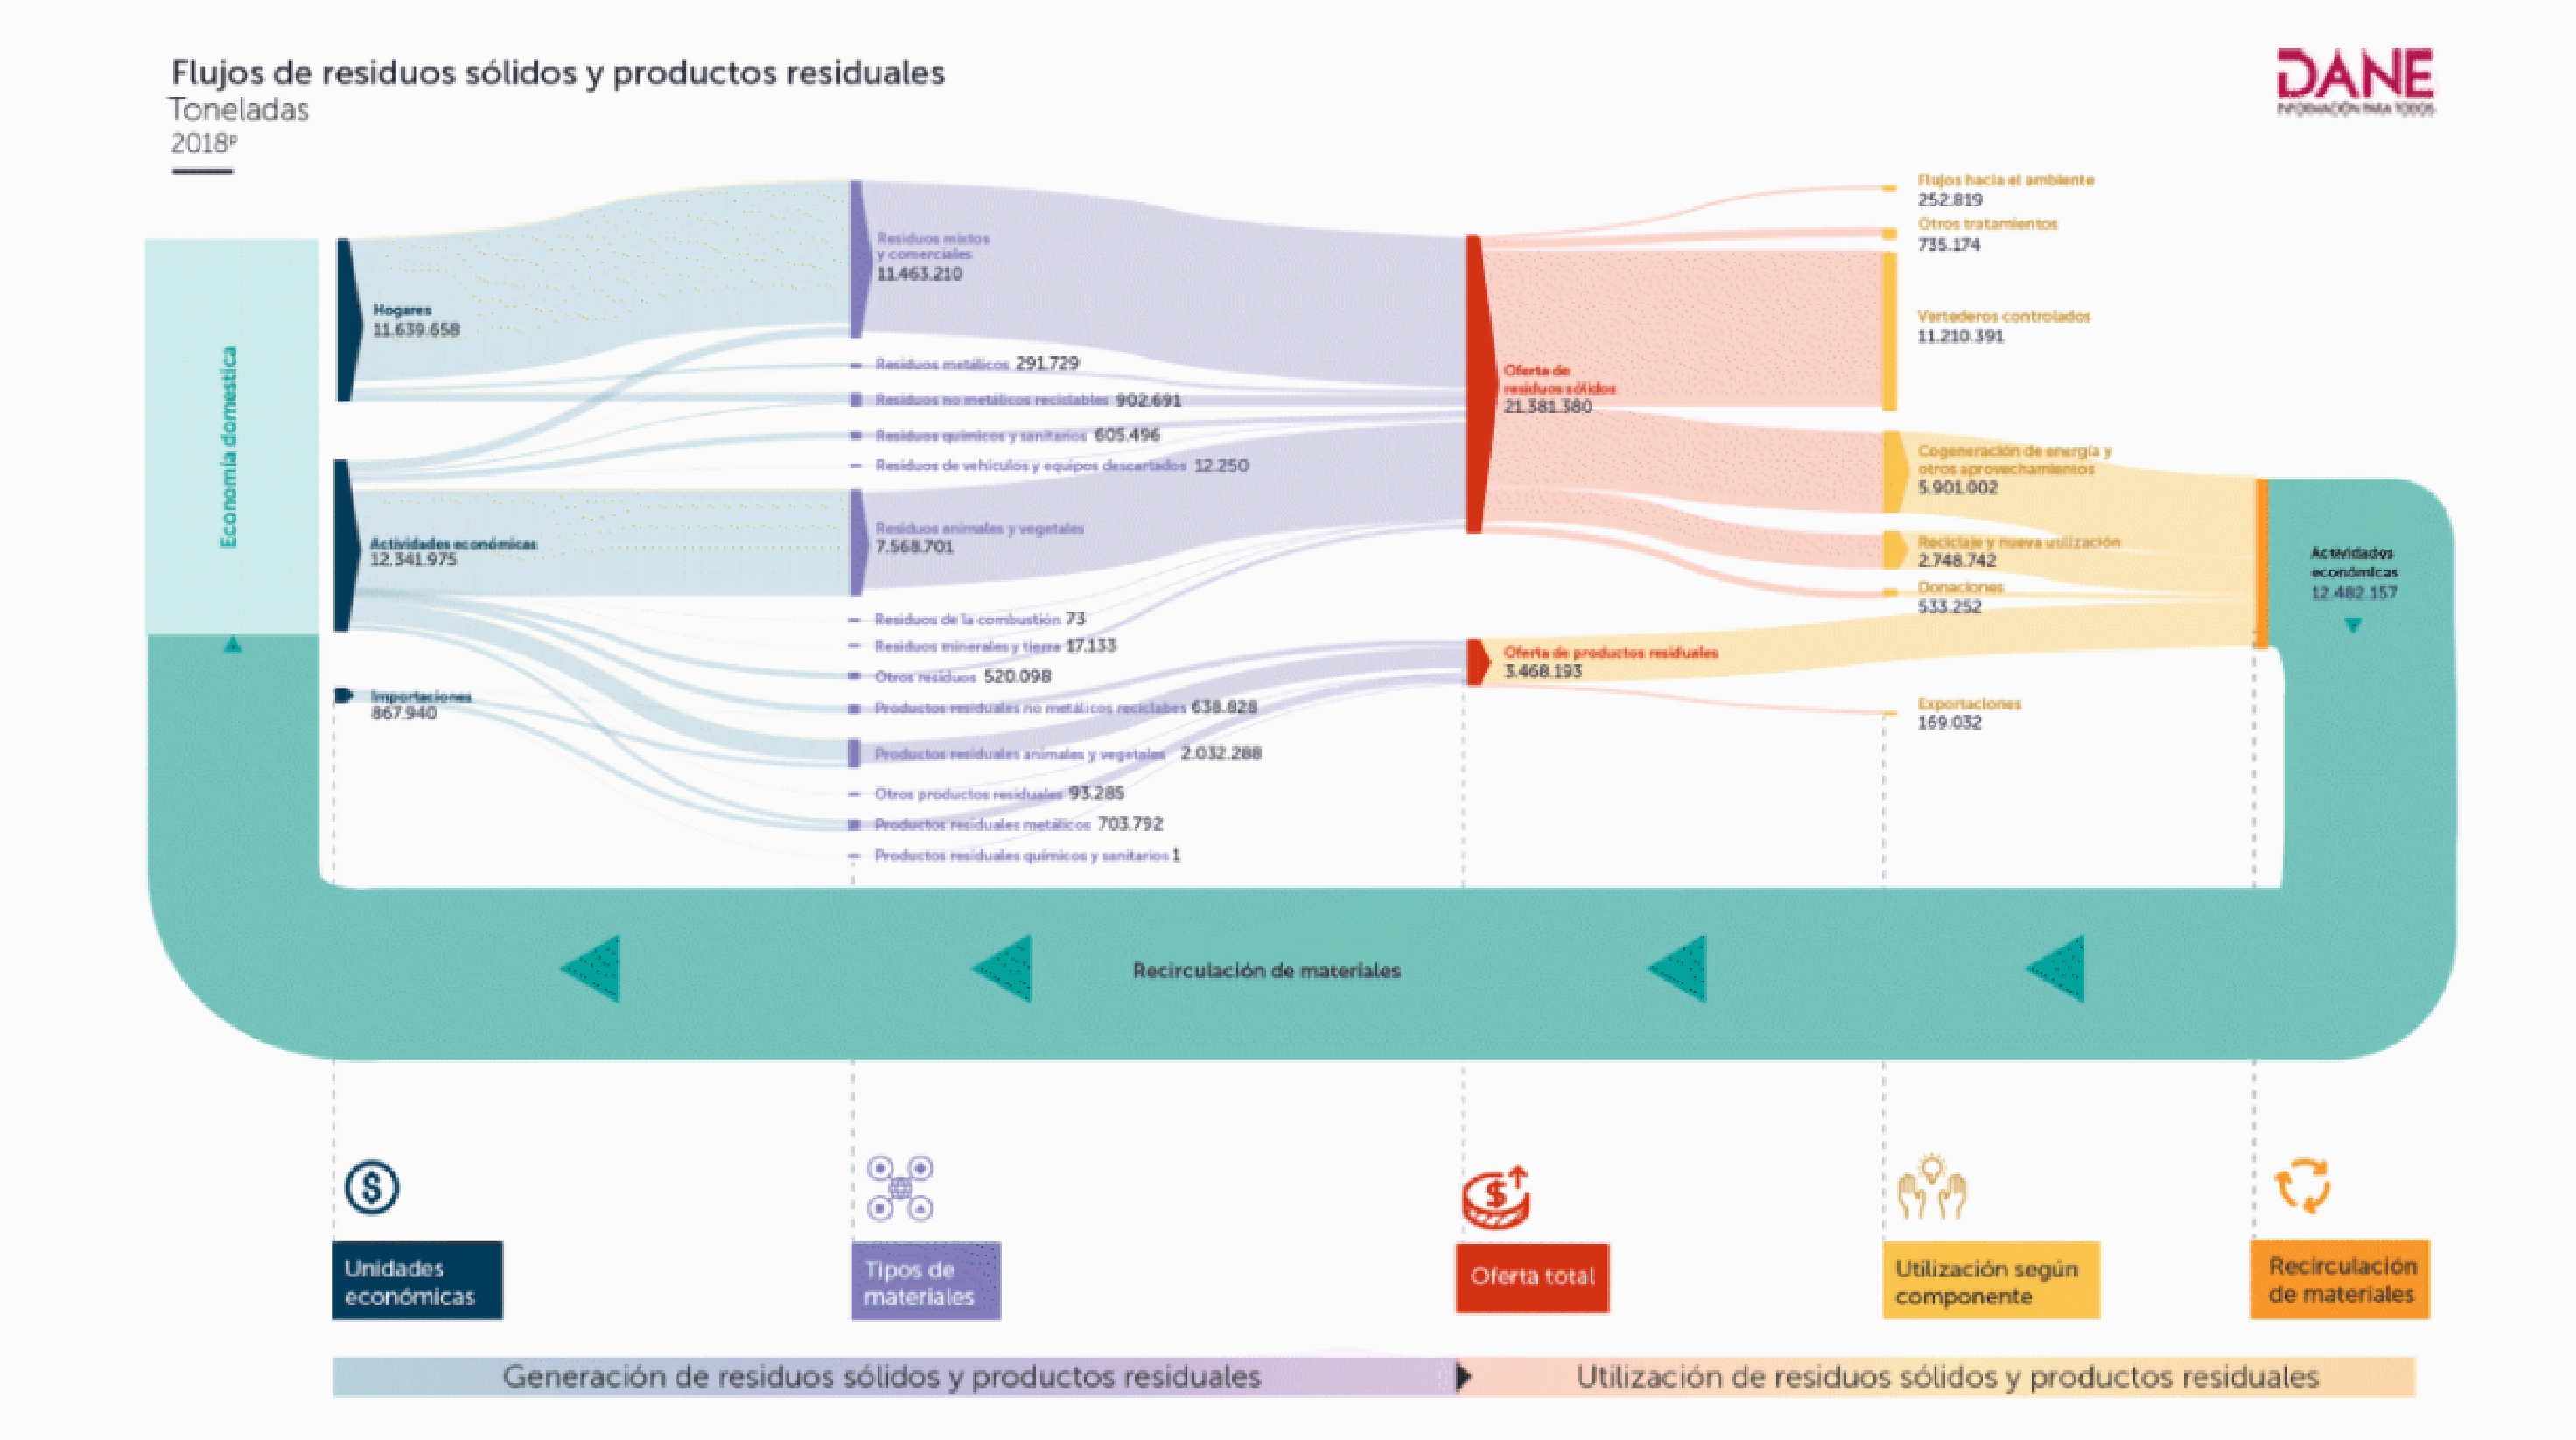 Flujos de residuos sólidos y productos residuales
Toneladas
2018ᵖ
DANE
INFORMACIÓN PARA TODOS
Economía domestica
Hogares
11.639.658
Actividades económicas
12.341.975
Importaciones
867.940
Residuos mixtos
y comerciales
11.463.210
Residuos metálicos 291.729
Residuos no metálicos reciclables 902.691
Residuos químicos y sanitarios 605.496
Residuos de vehículos y equipos descartados 12.250
Residuos animales y vegetales
7.568.701
Residuos de la combustión 73
Residuos minerales y tierra 17.133
Otros residuos 520.098
Productos residuales no metálicos reciclabes 638.828
Productos residuales animales y vegetales 2.032.288
Otros productos residuales 93.285
Productos residuales metálicos 703.792
Productos residuales químicos y sanitarios 1
Oferta de
residuos sólidos
21.381.380
Oferta de productos residuales
3.468.193
Flujos hacia el ambiente
252.819
Otros tratamientos
735.174
Vertederos controlados
11.210.391
Cogeneración de energía y
otros aprovechamientos
5.901.002
Reciclaje y nueva utilización
2.748.742
Donaciones
533.252
Exportaciones
169.032
Actividades
económicas
12.482.157
Recirculación de materiales
Unidades
económicas
Tipos de
materiales
Oferta total
Utilización según
componente
Recirculación
de materiales
Generación de residuos sólidos y productos residuales
Utilización de residuos sólidos y productos residuales